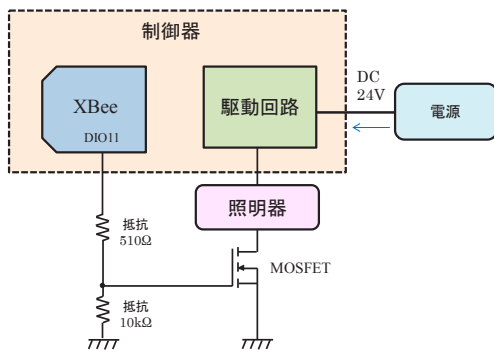 制御器
XBee
DIO11
駆動回路
DC
24V
電源
照明器
抵抗
510Ω
MOSFET
抵抗
10kΩ